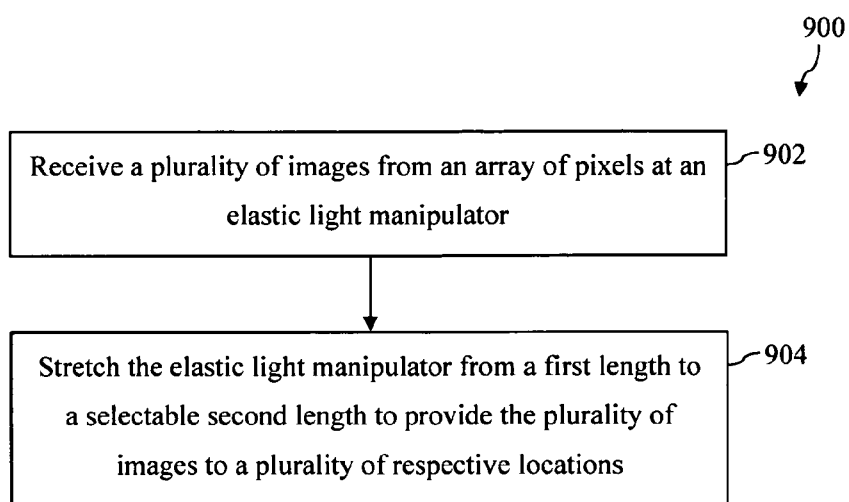 900
Receive a plurality of images from an array of pixels at an
elastic light manipulator
902
Stretch the elastic light manipulator from a first length to
a selectable second length to provide the plurality of
images to a plurality of respective locations
904